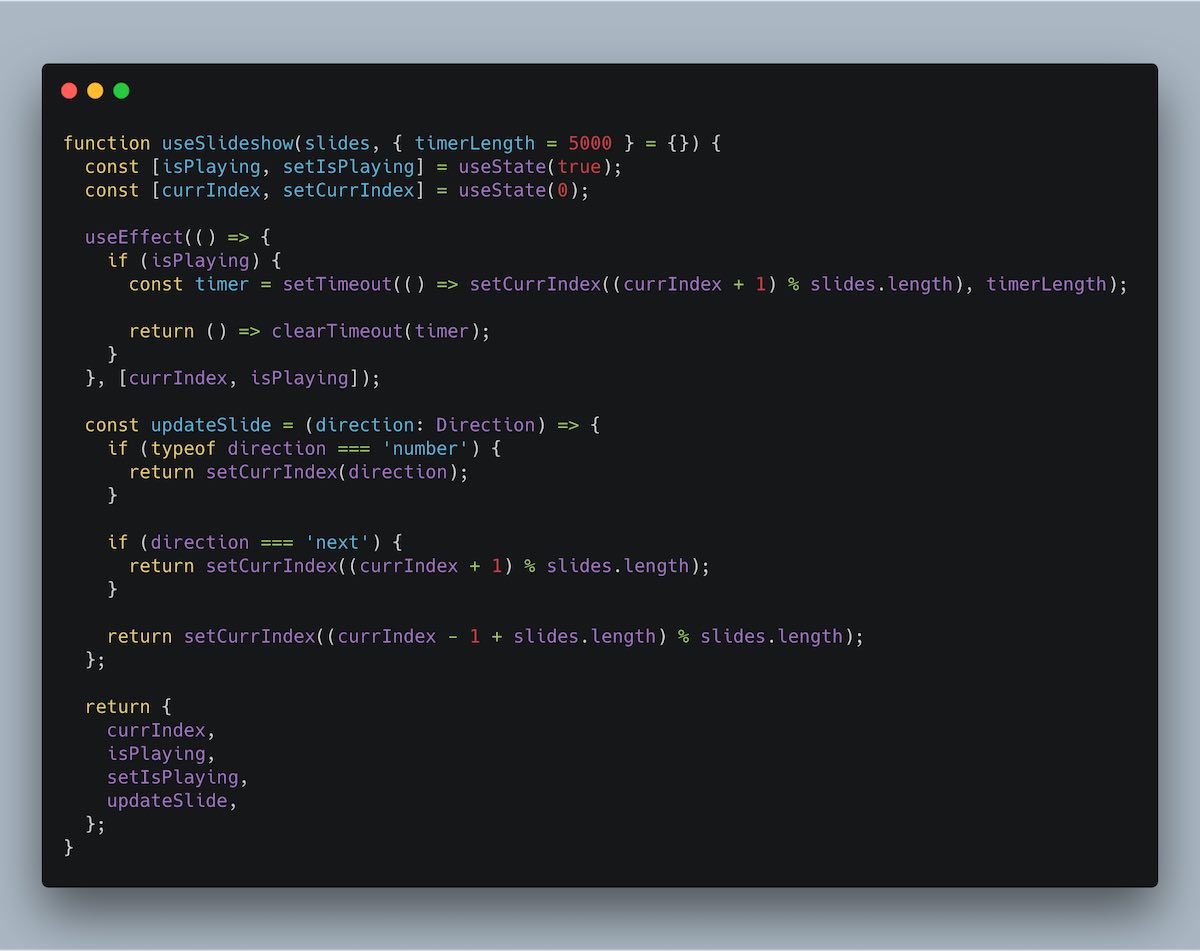 function useSlideshow(slides, { timerLength = 5000 } = {}) {
  const [isPlaying, setIsPlaying] = useState(true);
  const [currIndex, setCurrIndex] = useState(0);

  useEffect(() => {
    if (isPlaying) {
      const timer = setTimeout(() => setCurrIndex((currIndex + 1) % slides.length), timerLength);

      return () => clearTimeout(timer);
    }
  }, [currIndex, isPlaying]);

  const updateSlide = (direction: Direction) => {
    if (typeof direction === 'number') {
      return setCurrIndex(direction);
    }

    if (direction === 'next') {
      return setCurrIndex((currIndex + 1) % slides.length);
    }

    return setCurrIndex((currIndex - 1 + slides.length) % slides.length);
  };

  return {
    currIndex,
    isPlaying,
    setIsPlaying,
    updateSlide,
  };
}